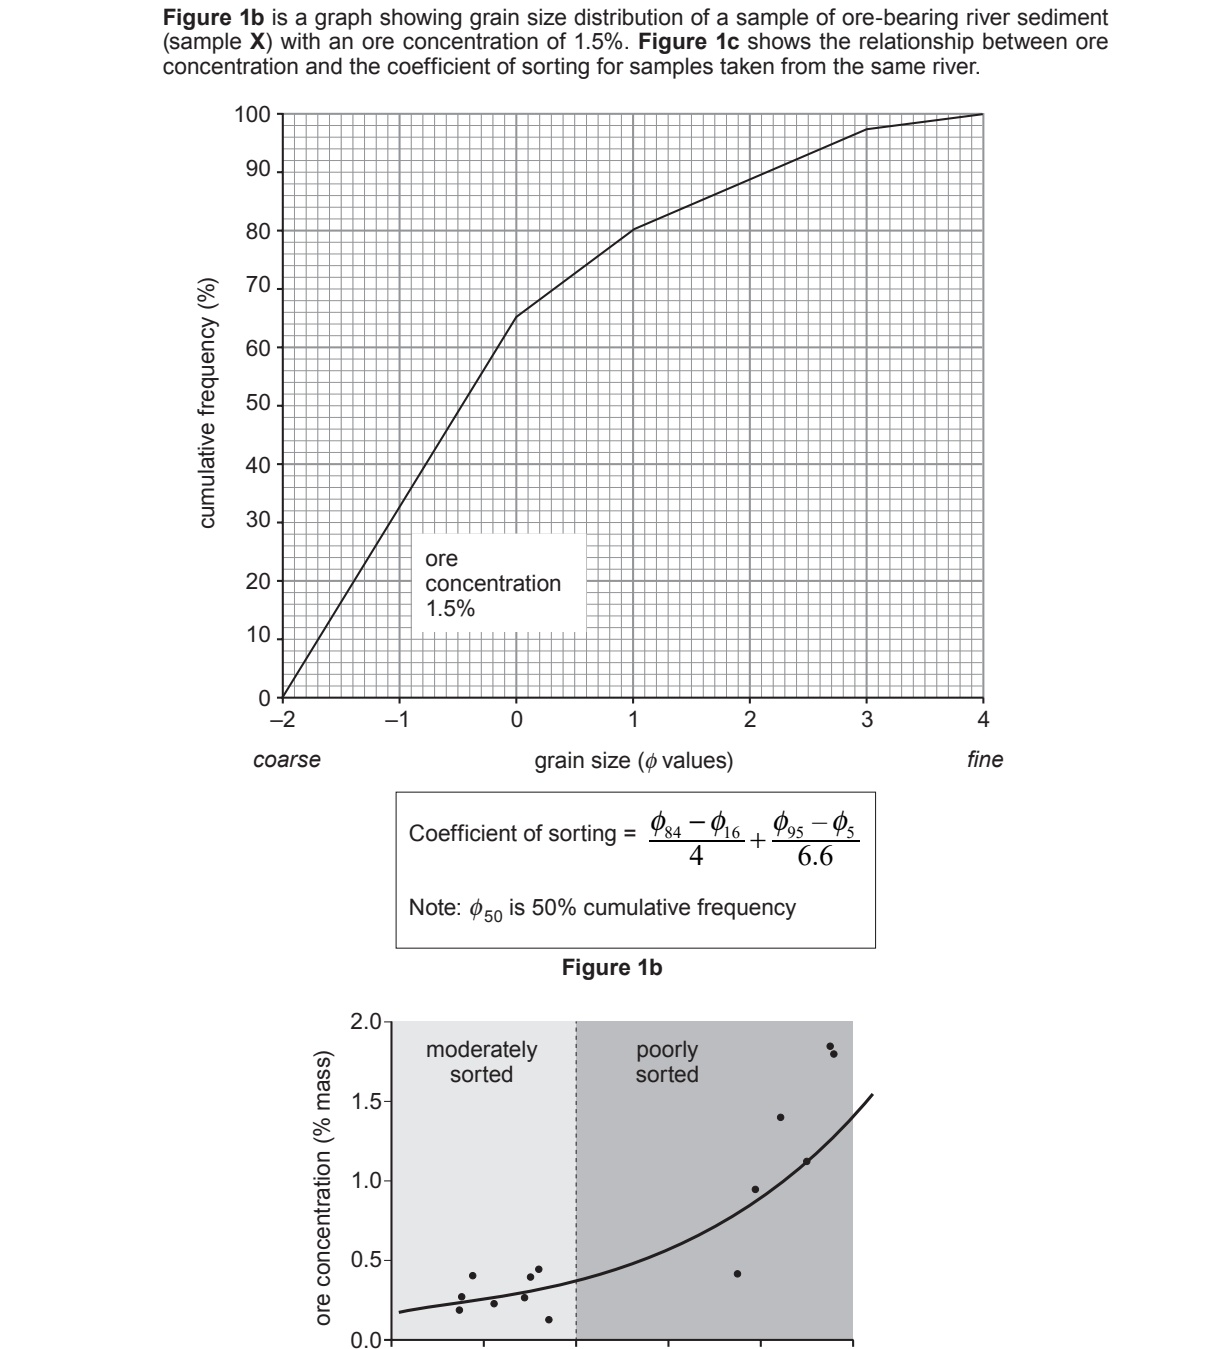 Figure 1b is a graph showing grain size distribution of a sample of ore-bearing river sediment
(sample X) with an ore concentration of 1.5%. Figure 1c shows the relationship between ore
concentration and the coefficient of sorting for samples taken from the same river.
100
90
80
70
60
50
40
30
20
10
0
cumulative frequency (%)
ore
concentration
1.5%
–2 –1 0 1 2 3 4
coarse grain size (ϕ values) fine
Coefficient of sorting = (ϕ84 − ϕ16)/4 + (ϕ95 − ϕ5)/6.6
Note: ϕ50 is 50% cumulative frequency
Figure 1b
2.0
1.5
1.0
0.5
0.0
ore concentration (% mass)
moderately
sorted
poorly
sorted